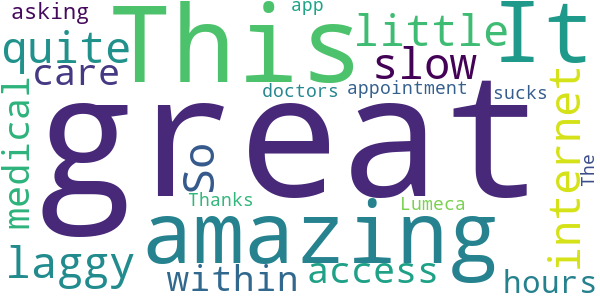 asking
app
This
It
quite
little
care
slow
great
doctors
appointment
sucks
medical
So
internet
The
Thanks
Lumeca
amazing
laggy
within
access
hours